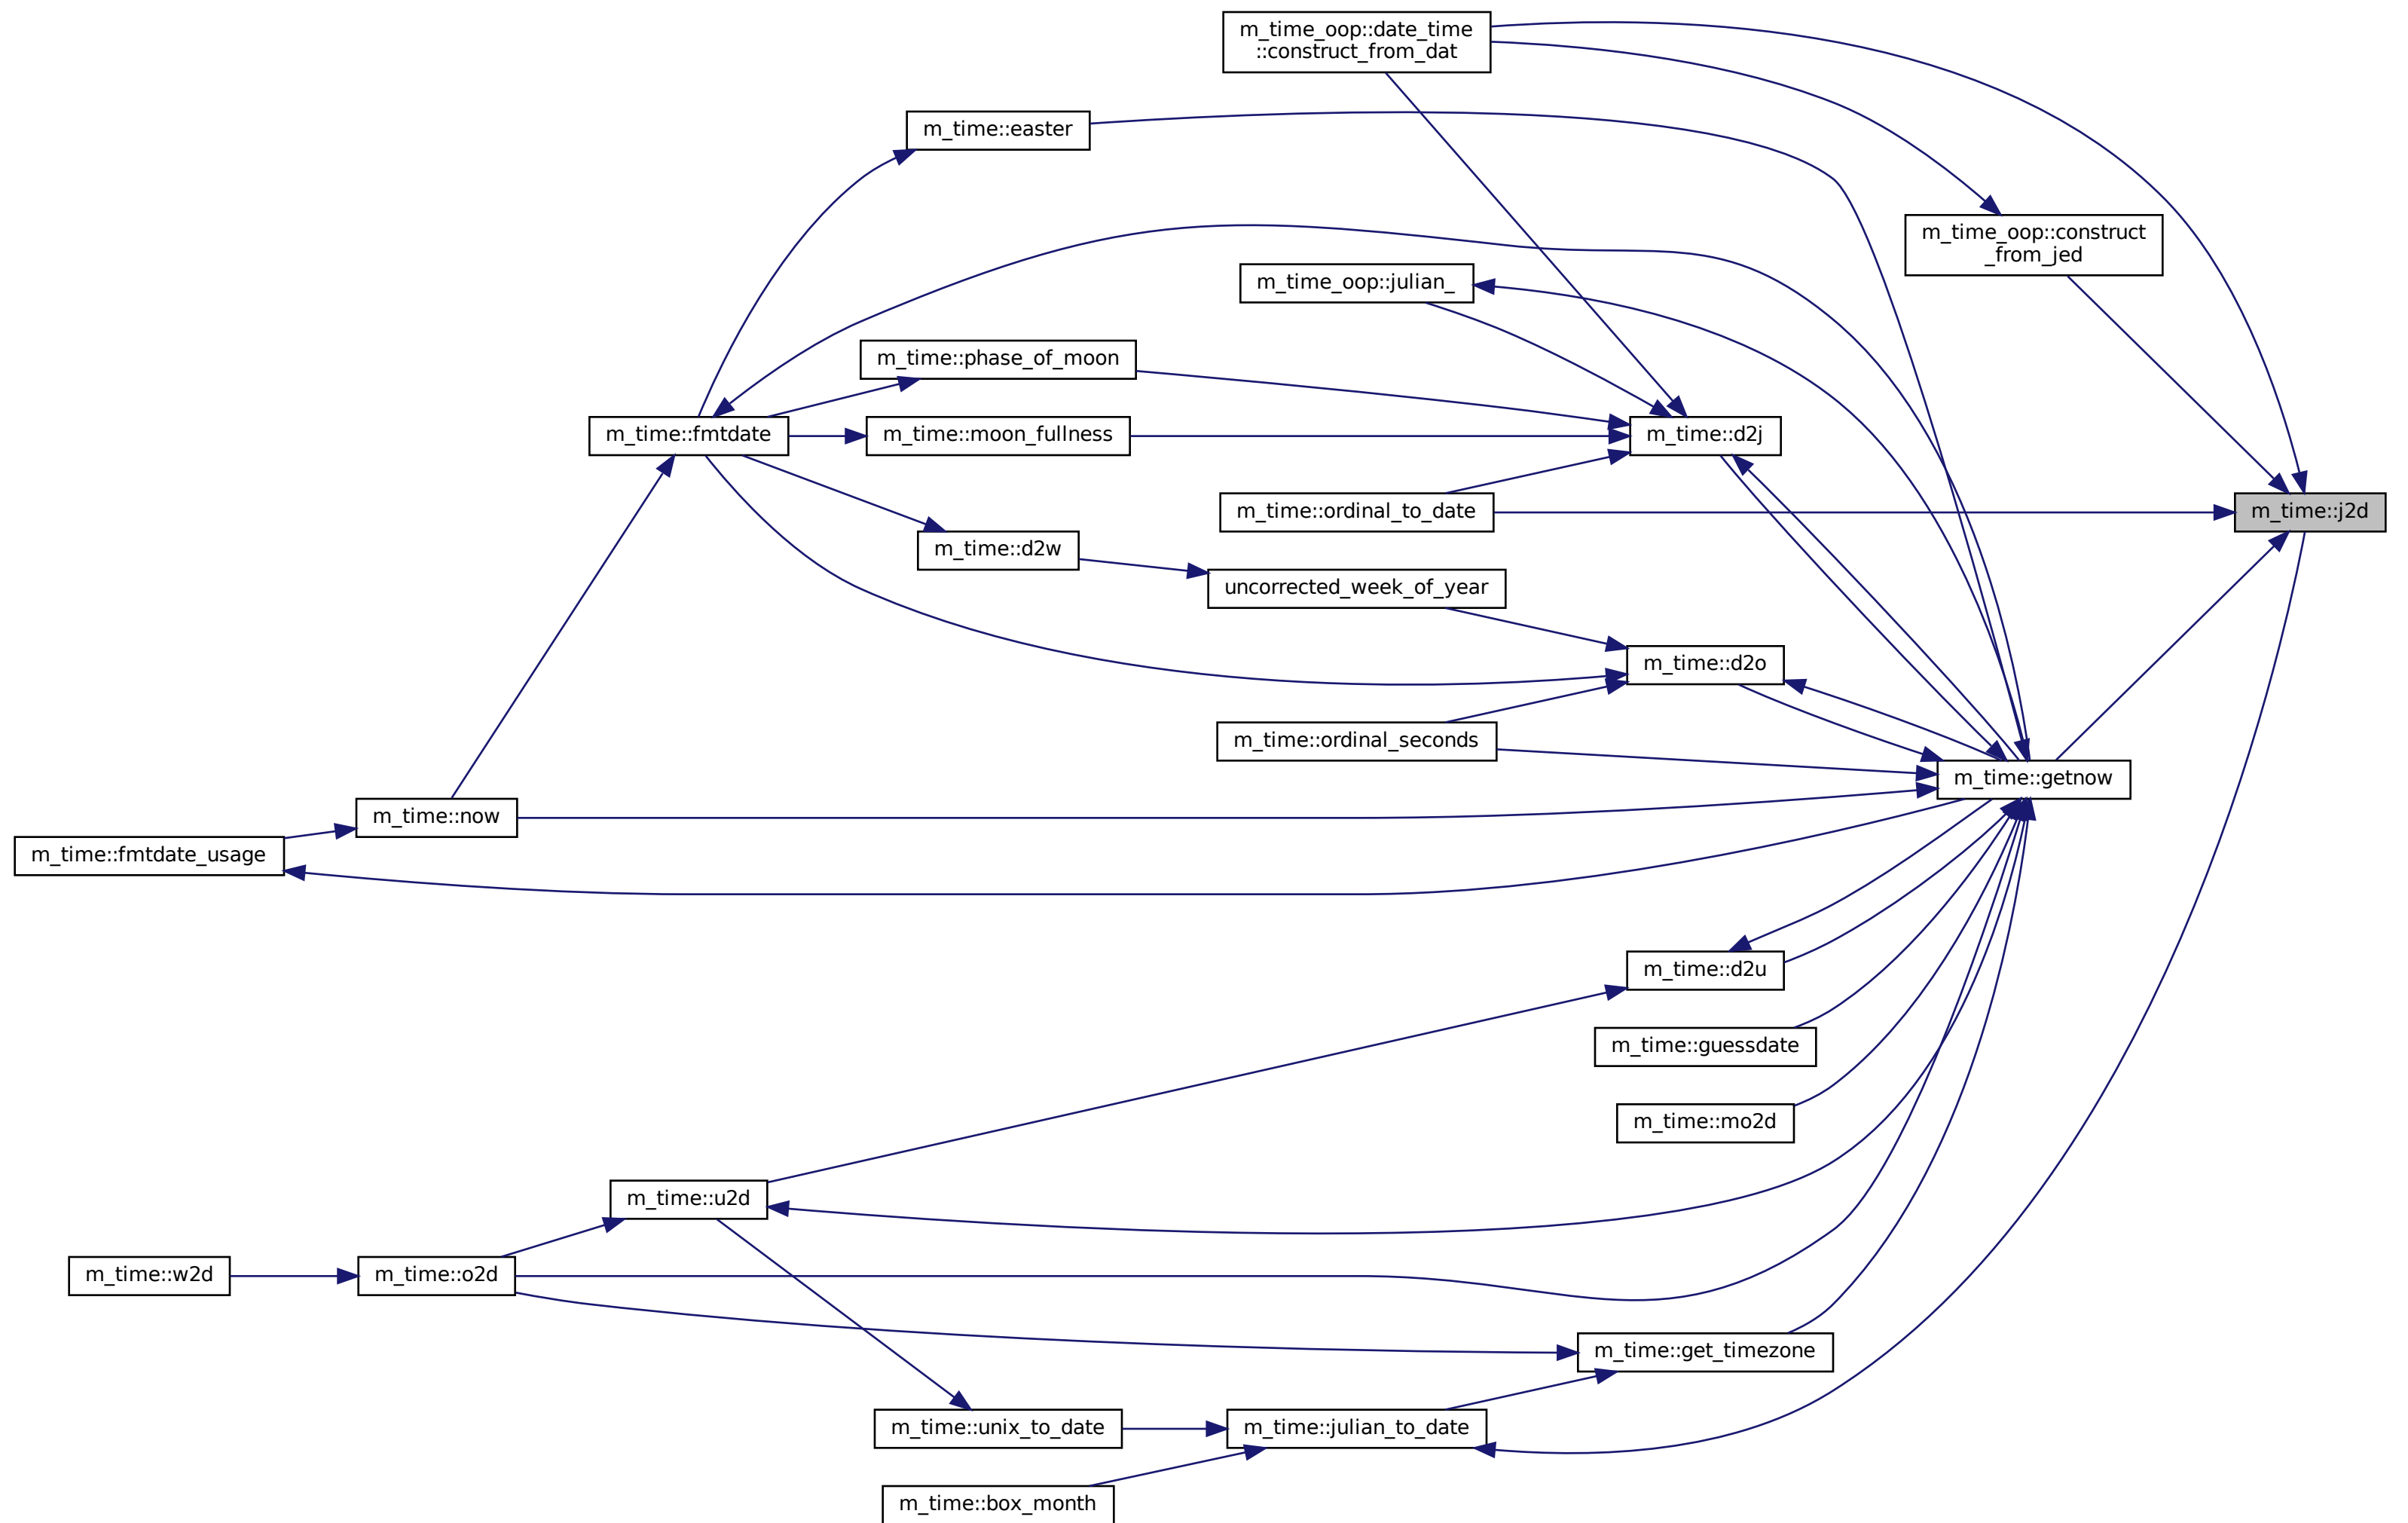 m_time_oop::date_time
::construct_from_dat
m_time::easter
m_time_oop::construct
_from_jed
m_time_oop::julian_
m_time::phase_of_moon
m_time::fmtdate
m_time::moon_fullness
m_time::d2j
m_time::ordinal_to_date
m_time::j2d
m_time::d2w
uncorrected_week_of_year
m_time::d2o
m_time::ordinal_seconds
m_time::getnow
m_time::now
m_time::fmtdate_usage
m_time::d2u
m_time::guessdate
m_time::mo2d
m_time::u2d
m_time::w2d
m_time::o2d
m_time::get_timezone
m_time::unix_to_date
m_time::julian_to_date
m_time::box_month